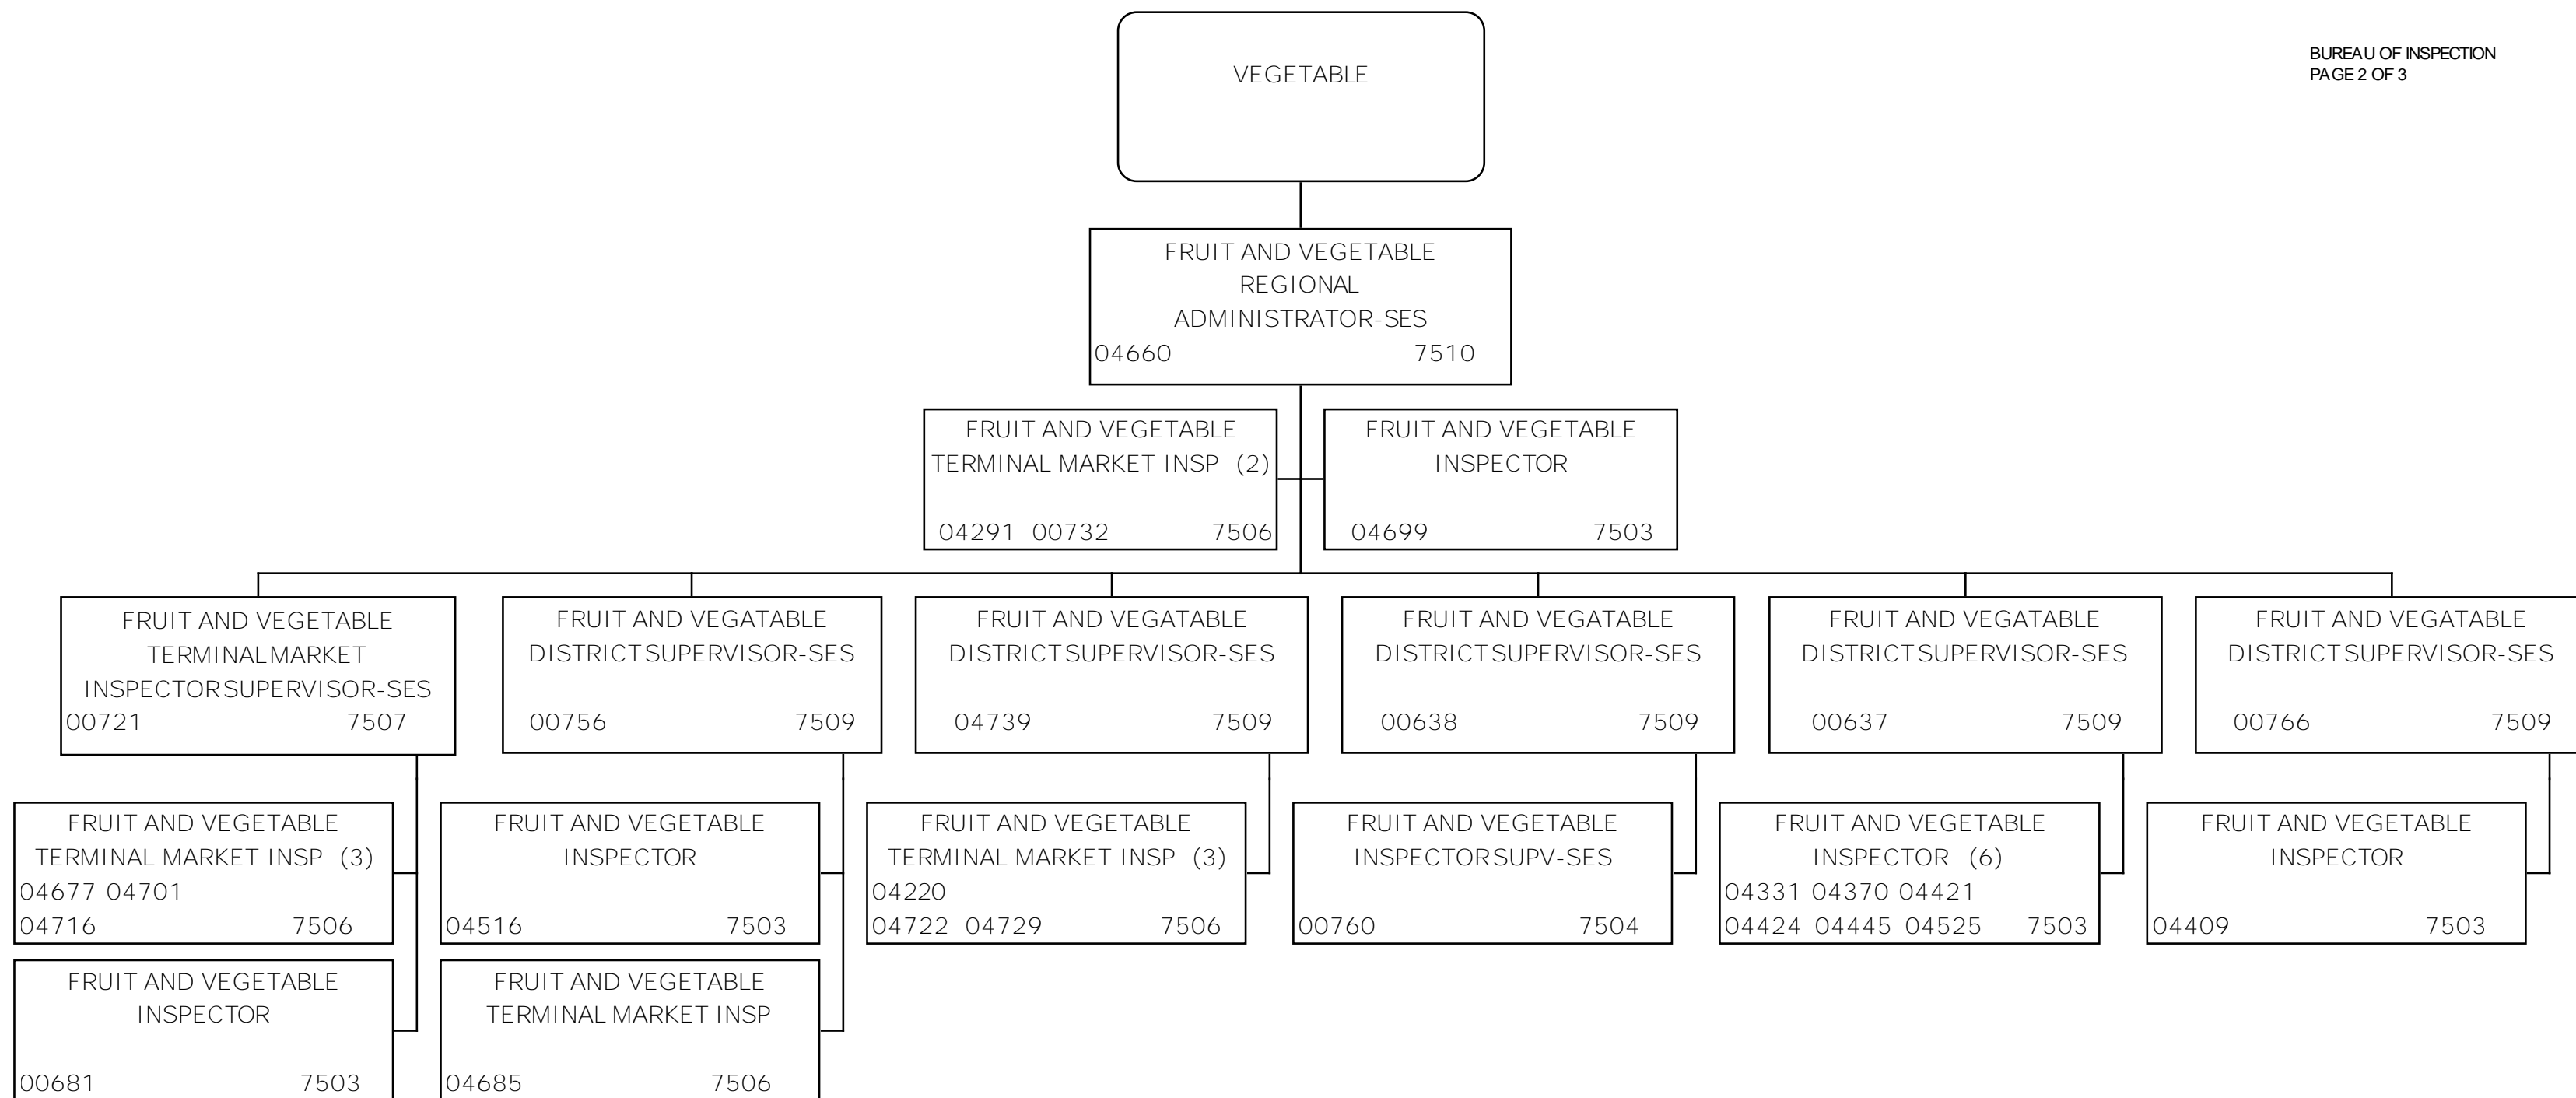 BUREAU OF INSPECTION
PAGE 2 OF 3
VEGETABLE
FRUIT AND VEGETABLE
REGIONAL
ADMINISTRATOR-SES
04660 7510
FRUIT AND VEGETABLE
TERMINAL MARKET INSP (2)
04291 00732 7506
FRUIT AND VEGETABLE
INSPECTOR
04699 7503
FRUIT AND VEGETABLE
TERMINAL MARKET
INSPECTOR SUPERVISOR-SES
00721 7507
FRUIT AND VEGATABLE
DISTRICT SUPERVISOR-SES
00756 7509
FRUIT AND VEGATABLE
DISTRICT SUPERVISOR-SES
04739 7509
FRUIT AND VEGATABLE
DISTRICT SUPERVISOR-SES
00638 7509
FRUIT AND VEGATABLE
DISTRICT SUPERVISOR-SES
00637 7509
FRUIT AND VEGATABLE
DISTRICT SUPERVISOR-SES
00766 7509
FRUIT AND VEGETABLE
TERMINAL MARKET INSP (3)
04677 04701
04716 7506
FRUIT AND VEGETABLE
INSPECTOR
04516 7503
FRUIT AND VEGETABLE
TERMINAL MARKET INSP (3)
04220
04722 04729 7506
FRUIT AND VEGETABLE
INSPECTOR SUPV-SES
00760 7504
FRUIT AND VEGETABLE
INSPECTOR (6)
04331 04370 04421
04424 04445 04525 7503
FRUIT AND VEGETABLE
INSPECTOR
04409 7503
FRUIT AND VEGETABLE
INSPECTOR
00681 7503
FRUIT AND VEGETABLE
TERMINAL MARKET INSP
04685 7506